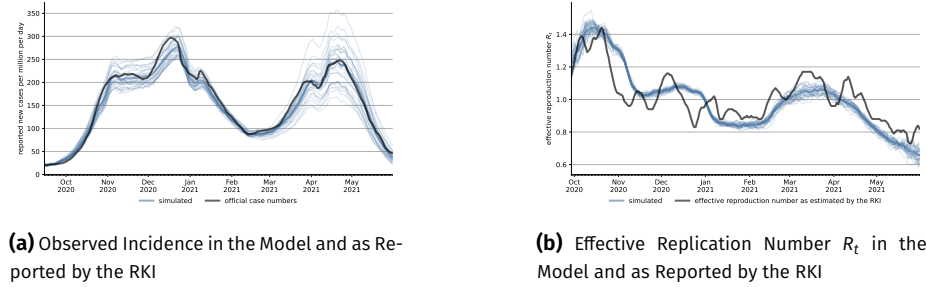 reported new cases per million per day
350
300
250
200
150
100
50
0
Oct 2020
Nov 2020
Dec 2020
Jan 2021
Feb 2021
Mar 2021
Apr 2021
May 2021
simulated official case numbers
(a) Observed Incidence in the Model and as Re-
ported by the RKI
effective reproduction number Rt
1.4
1.2
1.0
0.8
0.6
Oct 2020
Nov 2020
Dec 2020
Jan 2021
Feb 2021
Mar 2021
Apr 2021
May 2021
simulated effective reproduction number as estimated by the RKI
(b) Effective Replication Number Rt in the
Model and as Reported by the RKI